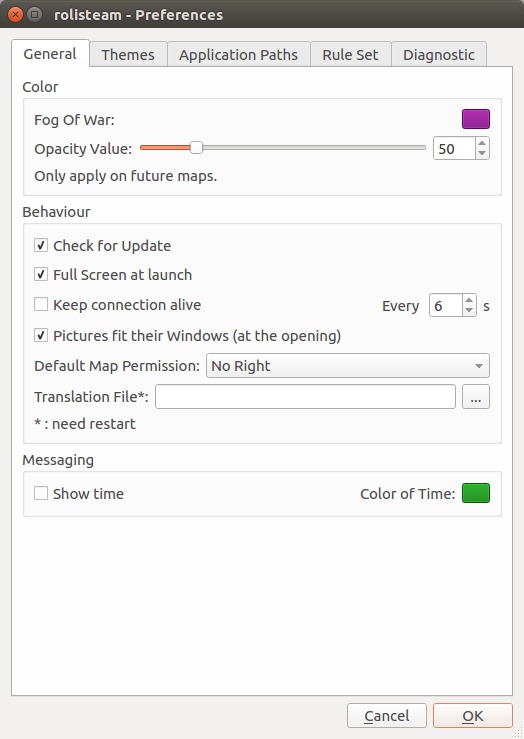 rolisteam - Preferences
General Themes Application Paths Rule Set Diagnostic
Color
Fog Of War:
Opacity Value: 50
Only apply on future maps.
Behaviour
Check for Update
Full Screen at launch
Keep connection alive Every 6 s
Pictures fit their Windows (at the opening)
Default Map Permission: No Right
Translation File*: ...
* : need restart
Messaging
Show time Color of Time:
Cancel OK